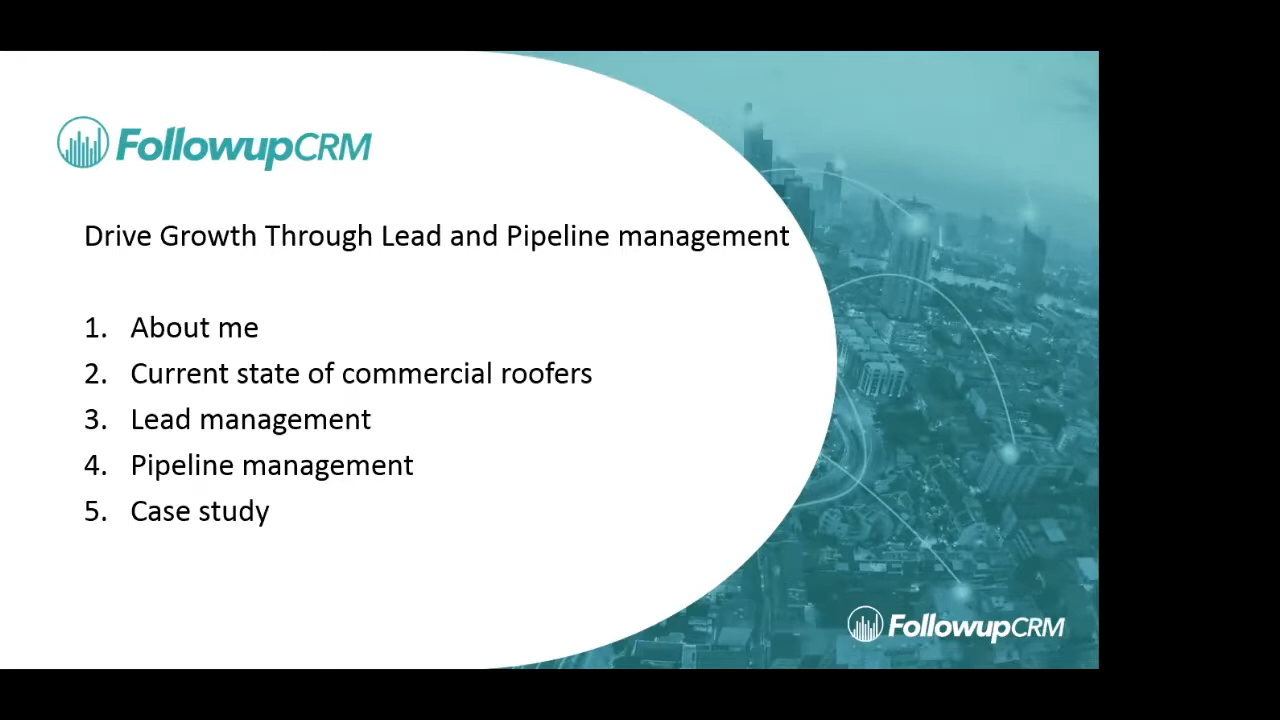 FollowupCRM
Drive Growth Through Lead and Pipeline management
1. About me
2. Current state of commercial roofers
3. Lead management
4. Pipeline management
5. Case study
FollowupCRM